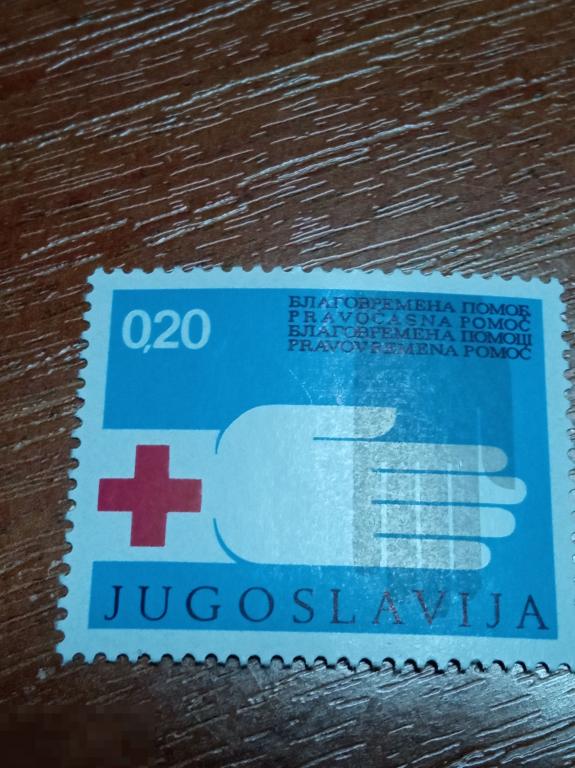 0,20
БЛАГОВРЕМЕНА ПОМОЋ
PRAVOČASNA POMOČ
БЛАГОВРЕМЕНА ПОМОШ
PRAVOVREMENA POMOĆ
JUGOSLAVIJA